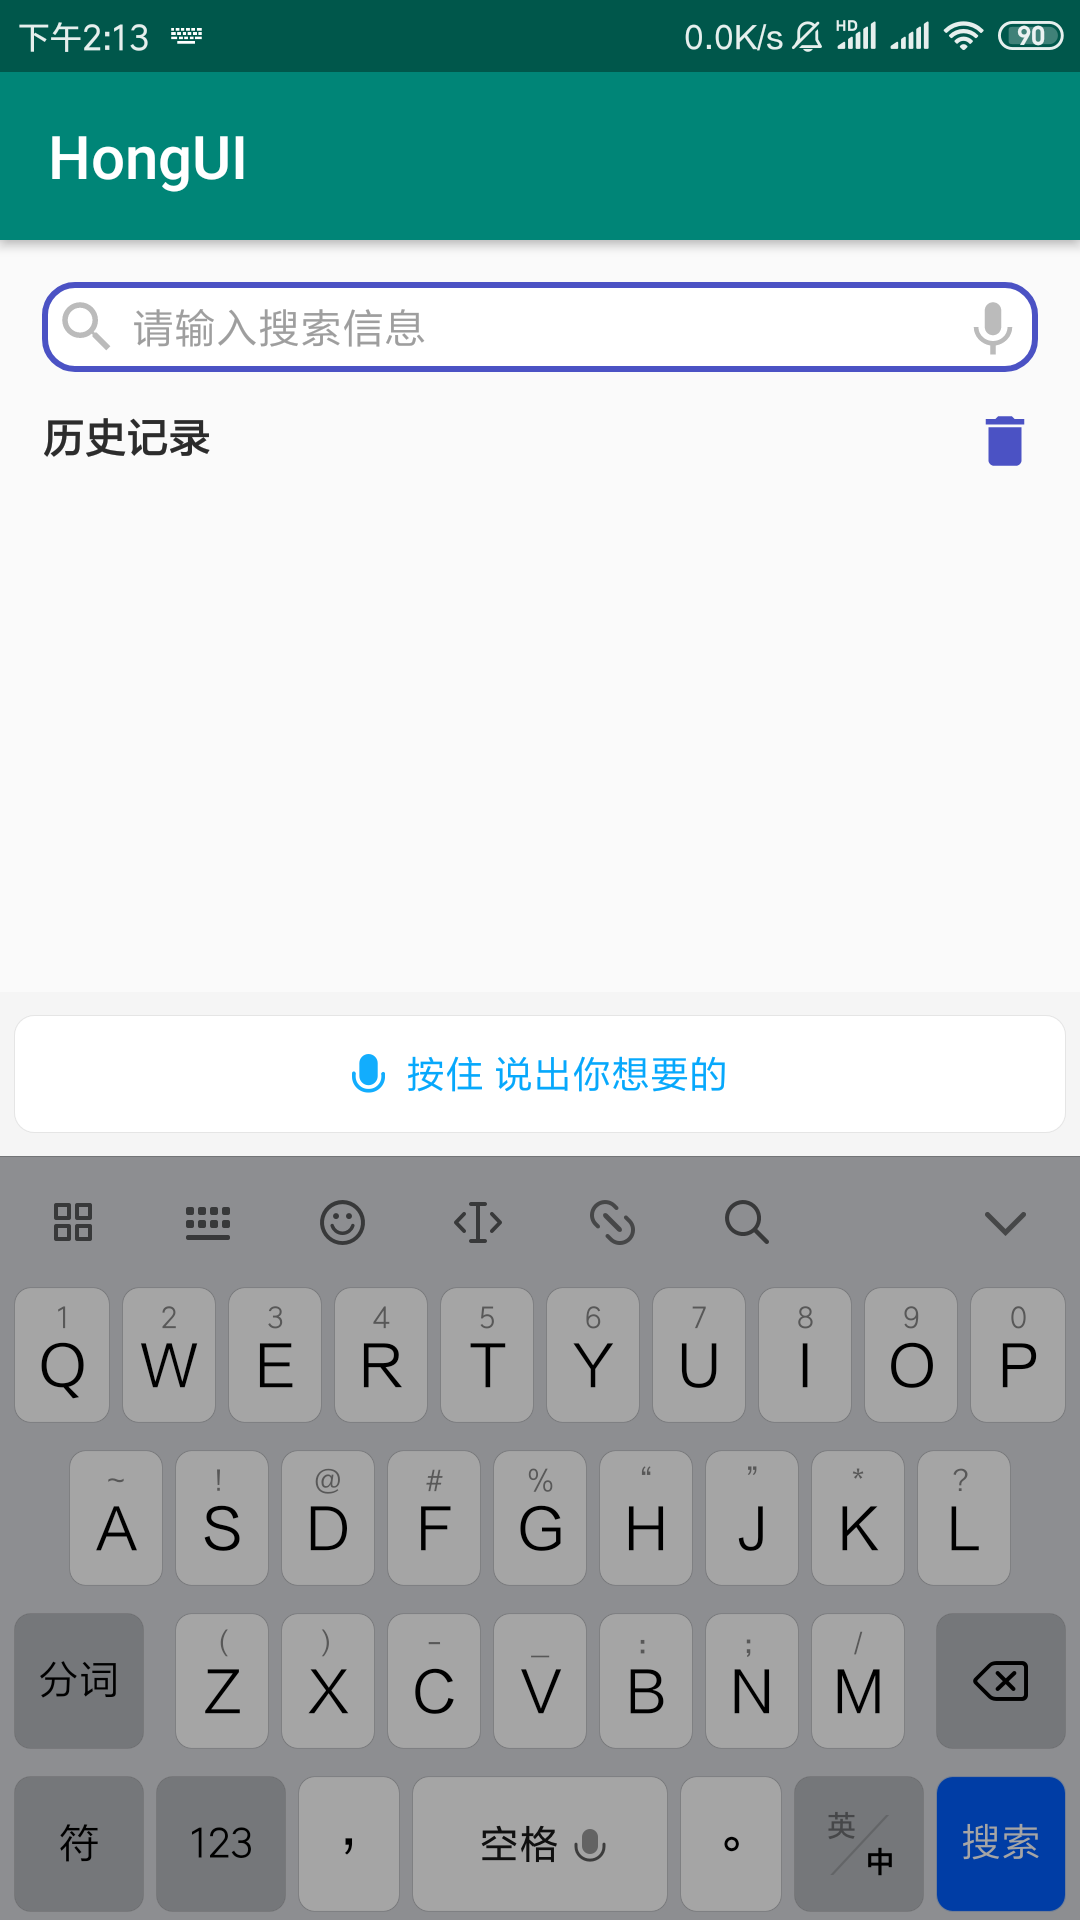 下午2:13 0.0K/s HD 90
HongUI
请输入搜索信息
历史记录
按住 说出你想要的
1 2 3 4 5 6 7 8 9 0
Q W E R T Y U I O P
~ ! @ # % “ ” * ?
A S D F G H J K L
( ) - _ : ; /
分词 Z X C V B N M
符 123 ， 空格 。 英/中 搜索